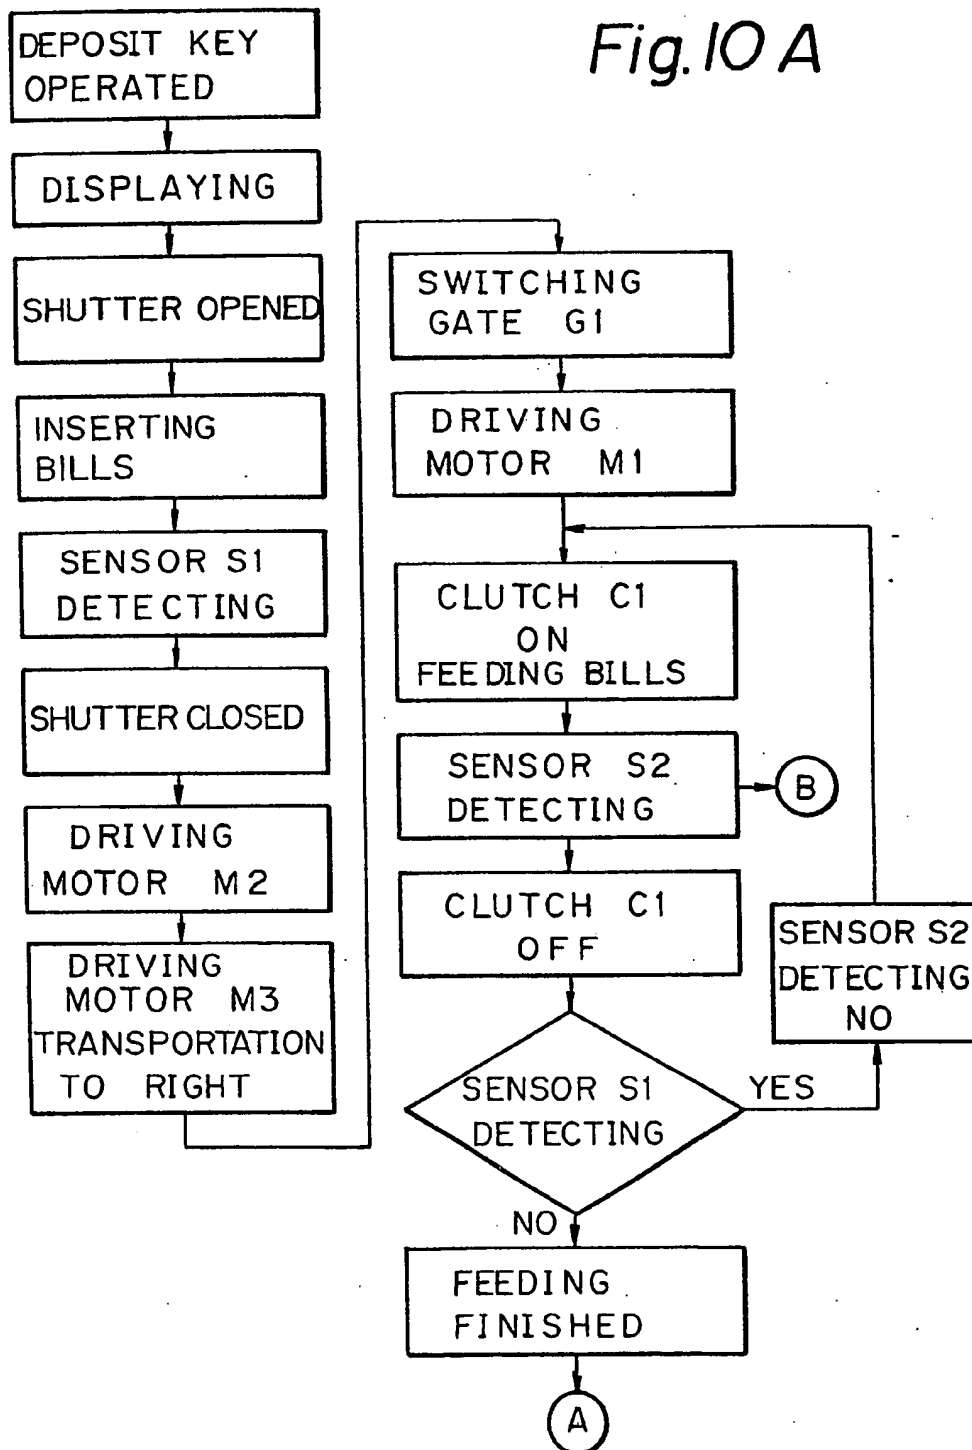 Fig. 10 A
DEPOSIT KEY
OPERATED
DISPLAYING
SHUTTER OPENED
INSERTING
BILLS
SENSOR S1
DETECTING
SHUTTER CLOSED
DRIVING
MOTOR M2
DRIVING
MOTOR M3
TRANSPORTATION
TO RIGHT
SWITCHING
GATE G1
DRIVING
MOTOR M1
CLUTCH C1
ON
FEEDING BILLS
SENSOR S2
DETECTING
B
CLUTCH C1
OFF
SENSOR S1
DETECTING
YES
SENSOR S2
DETECTING
NO
NO
FEEDING
FINISHED
A